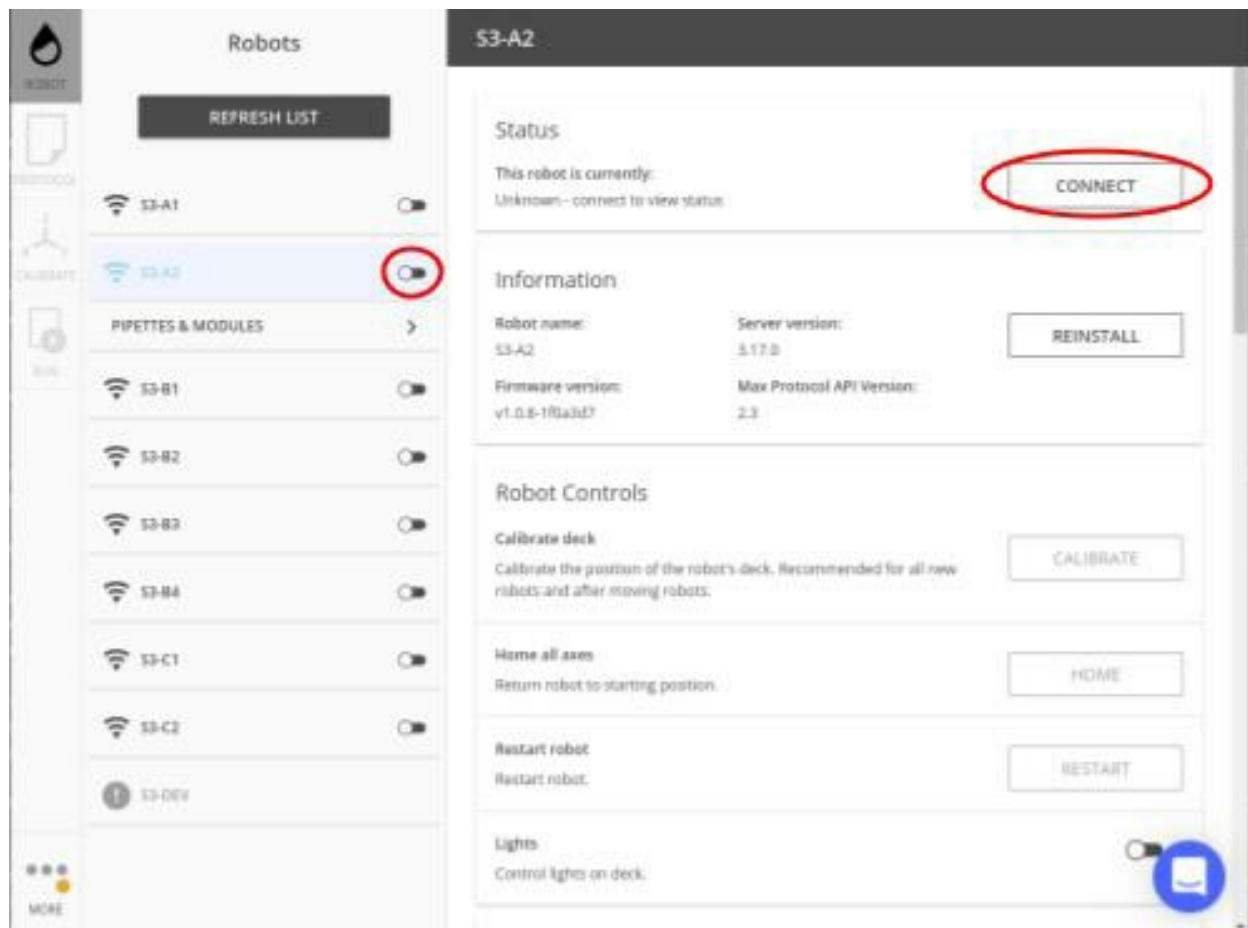 Robots
S3-A2
ROBOT
REFRESH LIST
PROTOCOL
CALIBRATE
RUN
MORE
S3-A1
S3-A2
PIPETTES & MODULES
S3-B1
S3-B2
S3-B3
S3-B4
S3-C1
S3-C2
S3-DEV
Status
This robot is currently:
Unknown - connect to view status
CONNECT
Information
Robot name:
S3-A2
Server version:
3.17.0
REINSTALL
Firmware version:
Max Protocol API Version:
2.3
Robot Controls
Calibrate deck
Calibrate the position of the robot's deck. Recommended for all new
robots and after moving robots.
CALIBRATE
Home all axes
Return robot to starting position.
HOME
Restart robot
Restart robot.
RESTART
Lights
Control lights on deck.